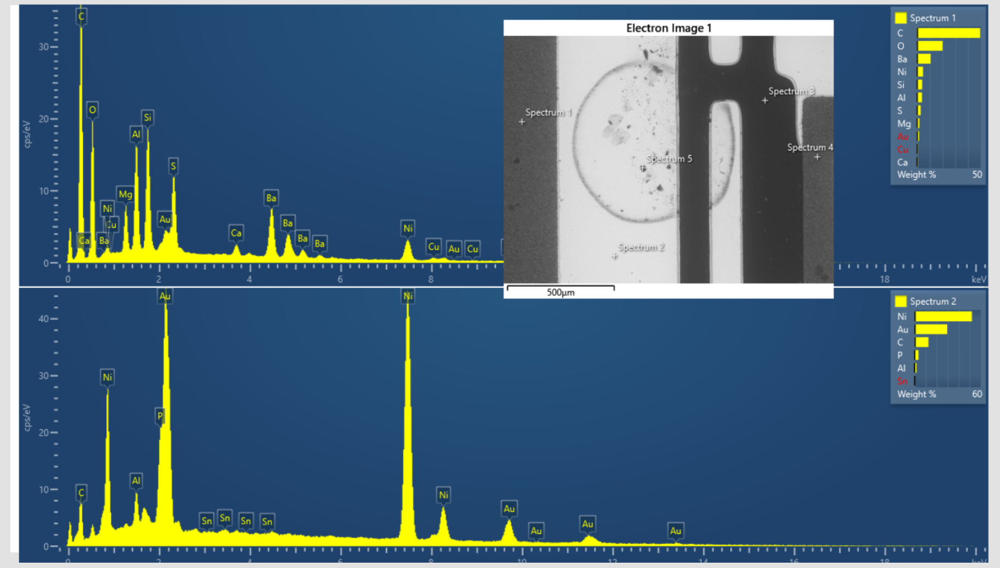 C
O
Si
Al
S
Mg
Ni
Cu
Au
Ca
Ba
Ba
Ca
Ba
Ba
Ni
Ba
Cu
Au
Cu
30
20
10
0
cps/eV
0
2
4
6
8
18
keV
Electron Image 1
Spectrum 1
Spectrum 3
Spectrum 4
Spectrum 5
Spectrum 2
500µm
Spectrum 1
C
O
Ba
Ni
Si
Al
S
Mg
Au
Cu
Ca
Weight % 50
Au
Ni
Ni
P
Al
C
Sn
Sn
Sn
Sn
Ni
Au
Au
Au
Au
40
30
20
10
0
cps/eV
0
2
4
6
8
10
12
14
16
18
keV
Spectrum 2
Ni
Au
C
P
Al
Sn
Weight % 60